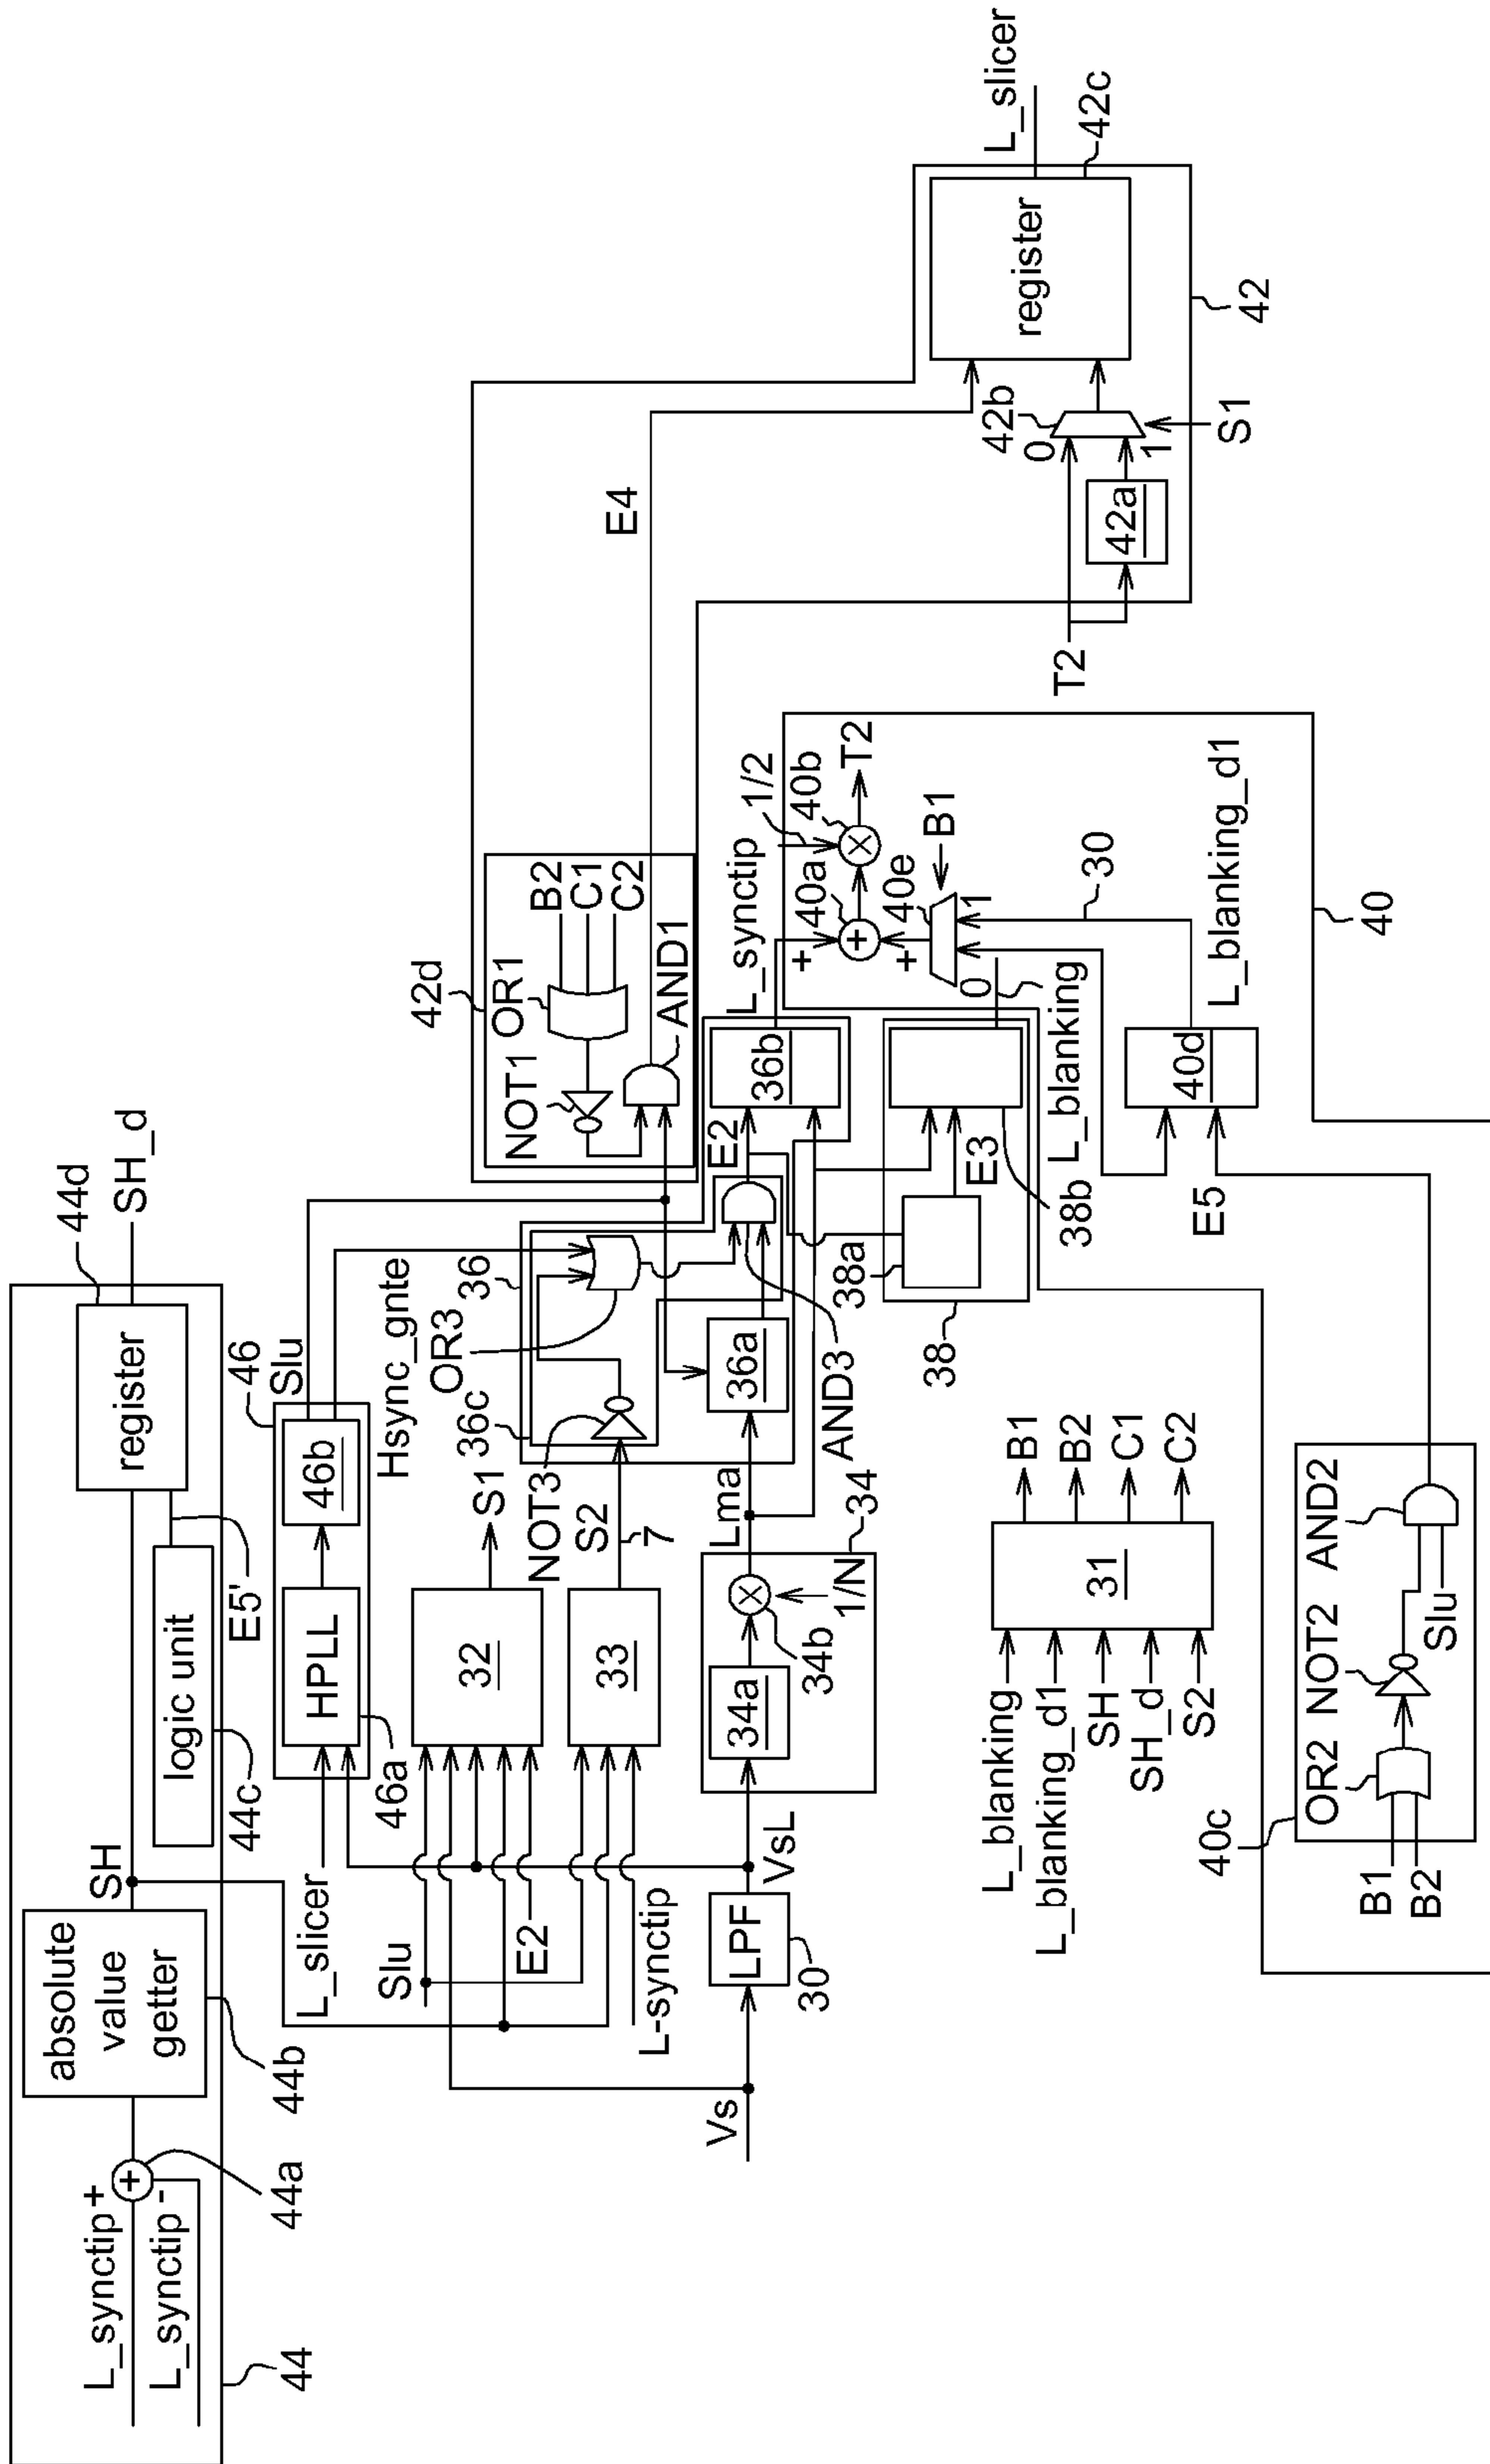 44
L_synctip
+
L_synctip
-
+
44a
absolute
value
getter
44b
SH
logic unit
44c
E5'
register
44d
SH_d
L_slicer
HPLL
46a
46b
46
Slu
Hsync_gnte
Slu
E2
L-synctip
32
S1
33
S2
7
NOT3
36c
OR3
36
36a
AND3
E2
36b
L_synctip
Vs
LPF
30
VsL
34a
34b
1/N
34
Lma
38
38a
E3
38b
L_blanking
0
L_blanking
42d
OR1
B2
C1
C2
NOT1
AND1
E4
+
+
+
40a
1/2
40b
T2
40e
B1
1
30
L_blanking_d1
40d
E5
40
T2
42a
42b
0
1
S1
register
42c
L_slicer
42
L_blanking
L_blanking_d1
SH
SH_d
S2
31
B1
B2
C1
C2
40c
OR2
NOT2
AND2
B1
B2
Slu